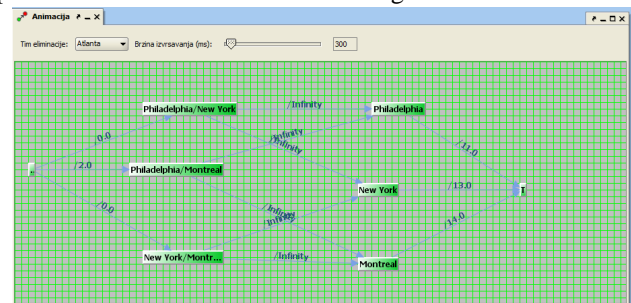 Animacija
Tim eliminacije: Atlanta Brzina izvrsavanja (ms): 300
Philadelphia/New York /Infinity Philadelphia
/0.0 /Infinity /Infinity /11.0
/2.0 Philadelphia/Montreal
New York /13.0 T
/0.0 /Infinity /Infinity /14.0
New York/Montr... /Infinity Montreal